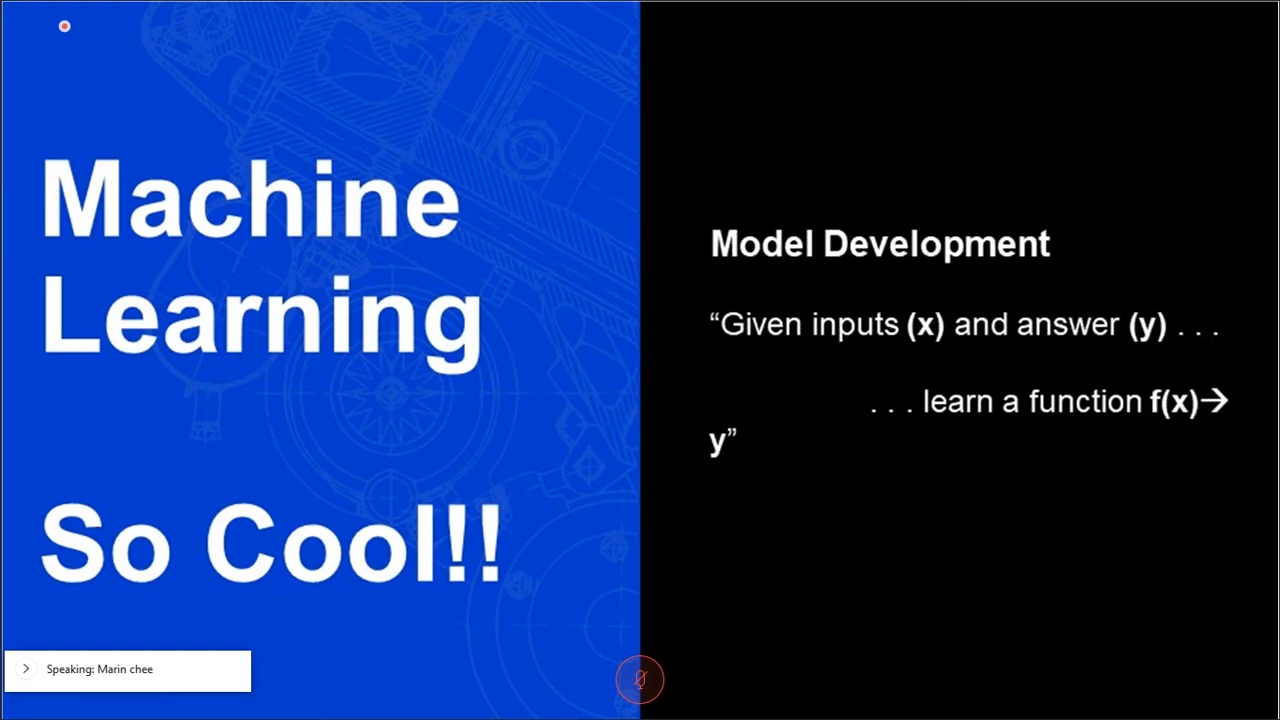 Machine
Learning
So Cool!!
Model Development
“Given inputs (x) and answer (y) . . .
. . . learn a function f(x)→
y”
Speaking: Marin chee